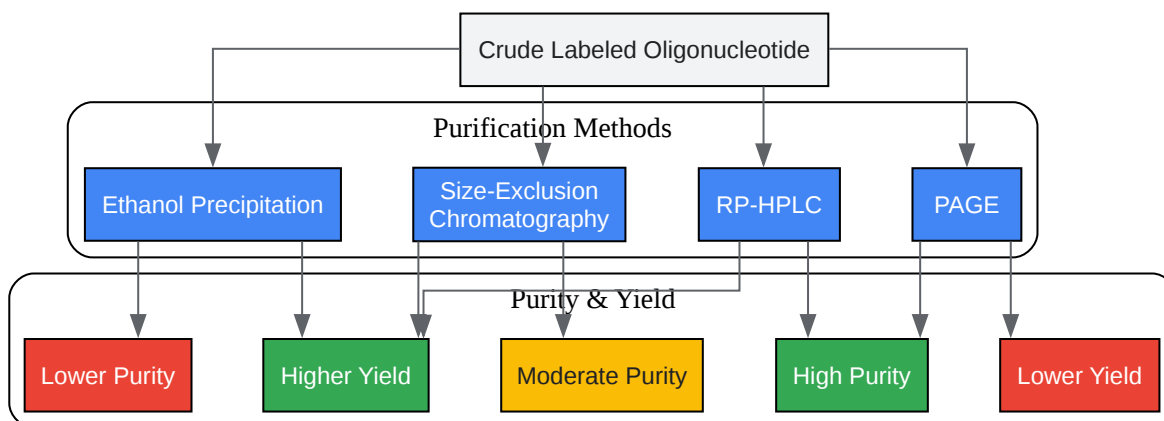 Crude Labeled Oligonucleotide
Purification Methods
Ethanol Precipitation
Size-Exclusion
Chromatography
RP-HPLC
PAGE
Purity & Yield
Lower Purity
Higher Yield
Moderate Purity
High Purity
Lower Yield